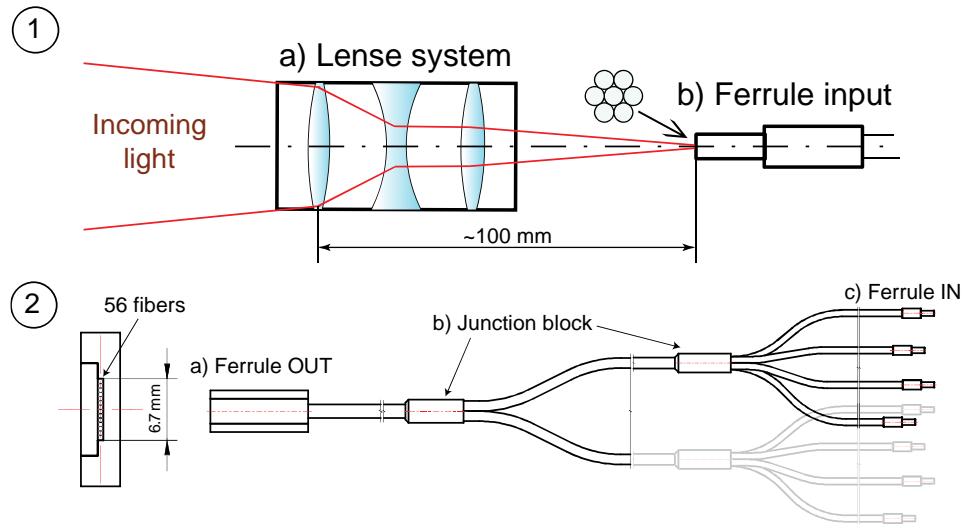 1
a) Lense system
b) Ferrule input
Incoming
light
~100 mm
2
56 fibers
6.7 mm
a) Ferrule OUT
b) Junction block
c) Ferrule IN